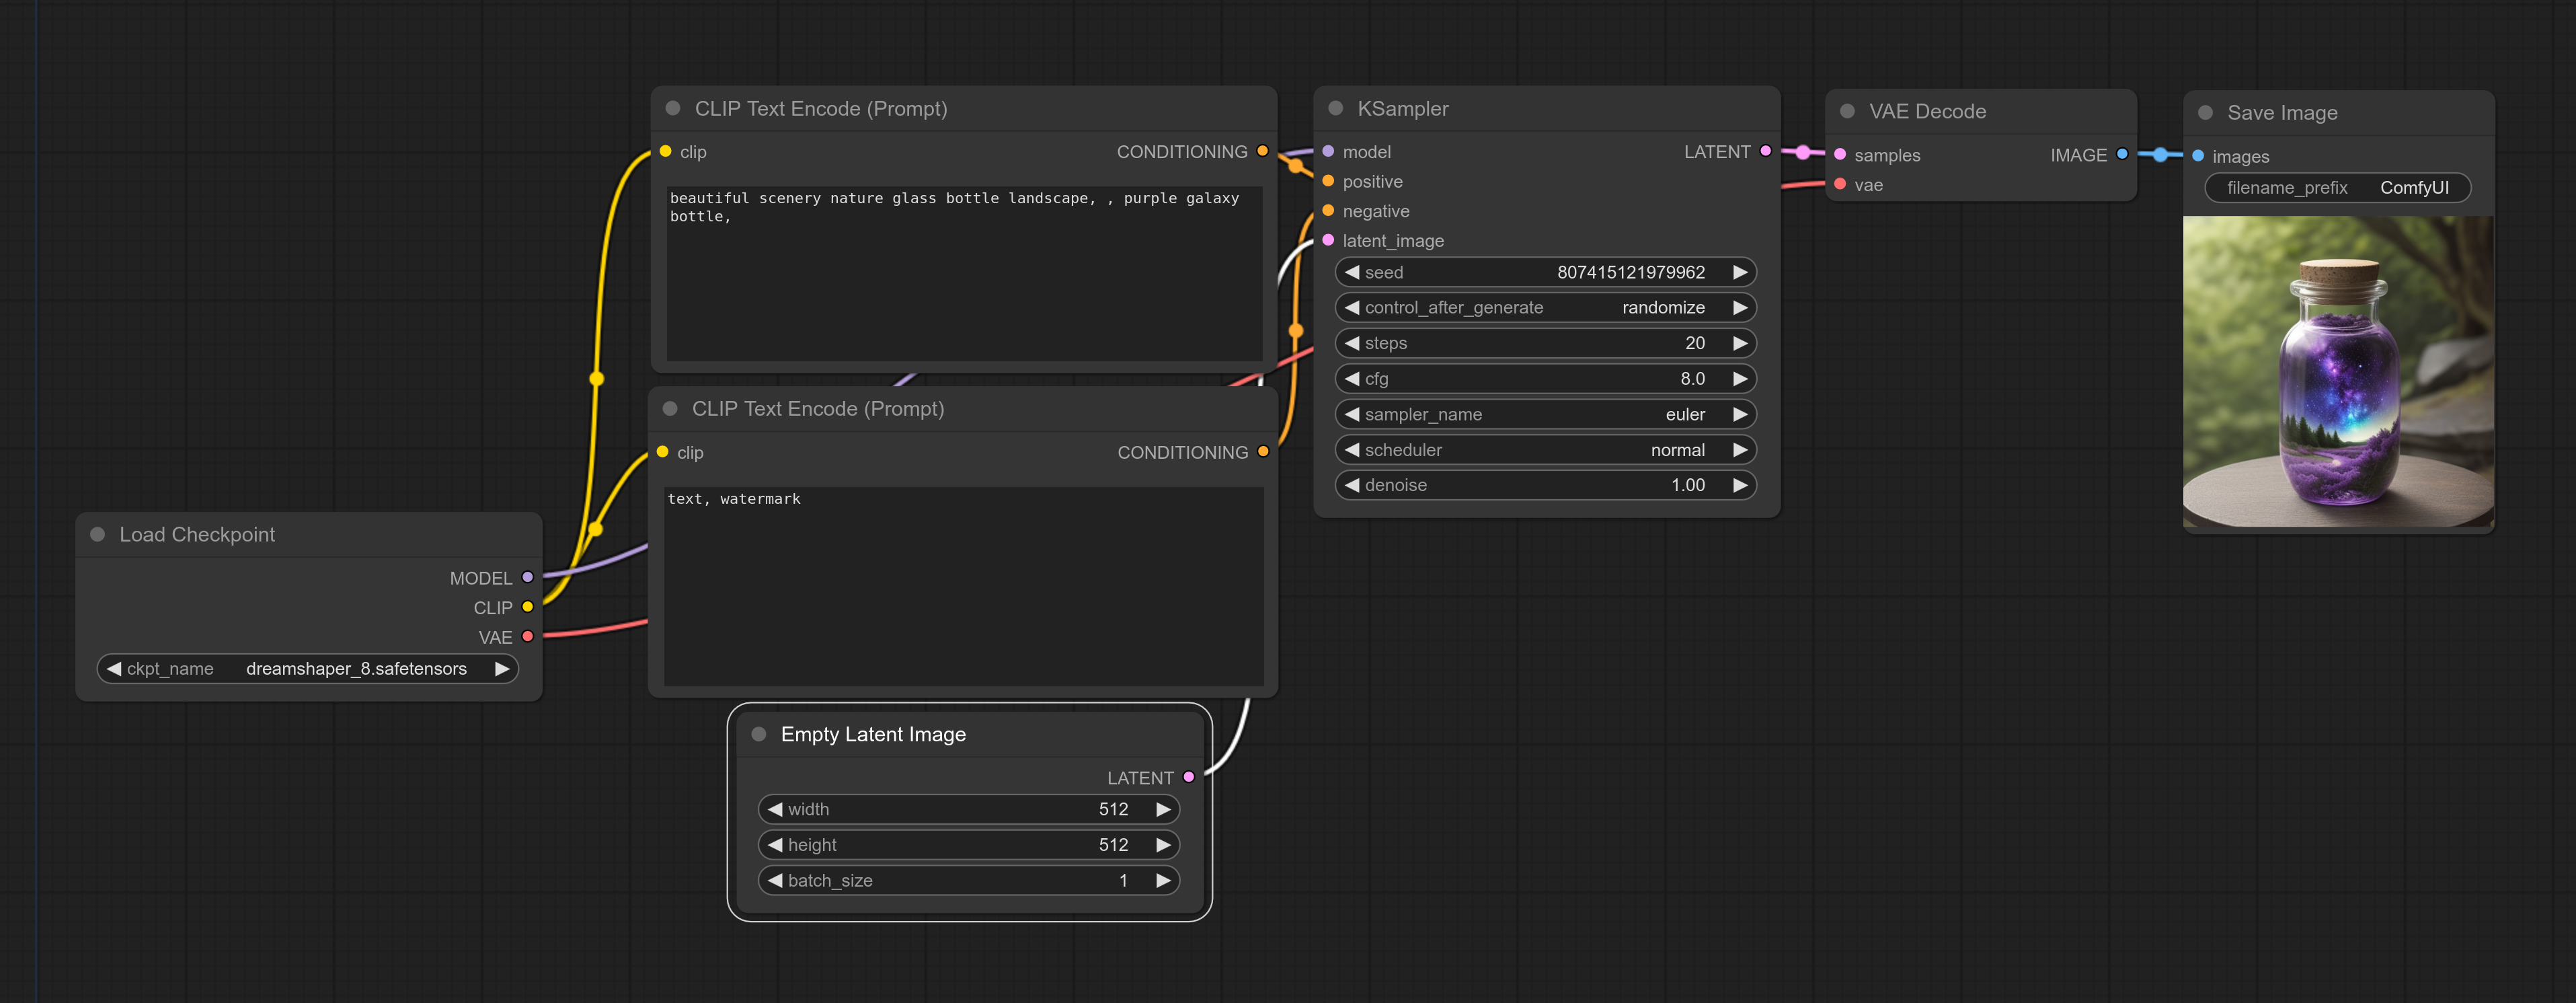 Load Checkpoint
MODEL
CLIP
VAE
ckpt_name dreamshaper_8.safetensors
CLIP Text Encode (Prompt)
clip CONDITIONING
beautiful scenery nature glass bottle landscape, , purple galaxy
bottle,
CLIP Text Encode (Prompt)
clip CONDITIONING
text, watermark
Empty Latent Image
LATENT
width 512
height 512
batch_size 1
KSampler
model LATENT
positive
negative
latent_image
seed 807415121979962
control_after_generate randomize
steps 20
cfg 8.0
sampler_name euler
scheduler normal
denoise 1.00
VAE Decode
samples IMAGE
vae
Save Image
images
filename_prefix ComfyUI